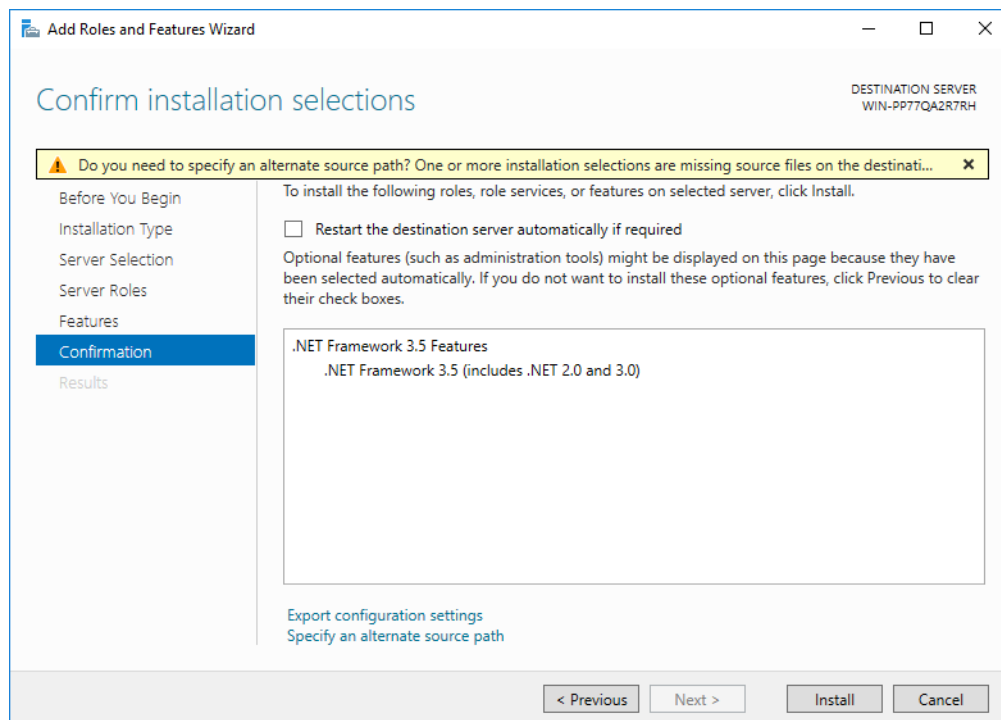 Add Roles and Features Wizard
Confirm installation selections
DESTINATION SERVER
WIN-PP77QA2R7RH
Do you need to specify an alternate source path? One or more installation selections are missing source files on the destinati...
Before You Begin
Installation Type
Server Selection
Server Roles
Features
Confirmation
Results
To install the following roles, role services, or features on selected server, click Install.
Restart the destination server automatically if required
Optional features (such as administration tools) might be displayed on this page because they have
been selected automatically. If you do not want to install these optional features, click Previous to clear
their check boxes.
.NET Framework 3.5 Features
.NET Framework 3.5 (includes .NET 2.0 and 3.0)
Export configuration settings
Specify an alternate source path
< Previous
Next >
Install
Cancel